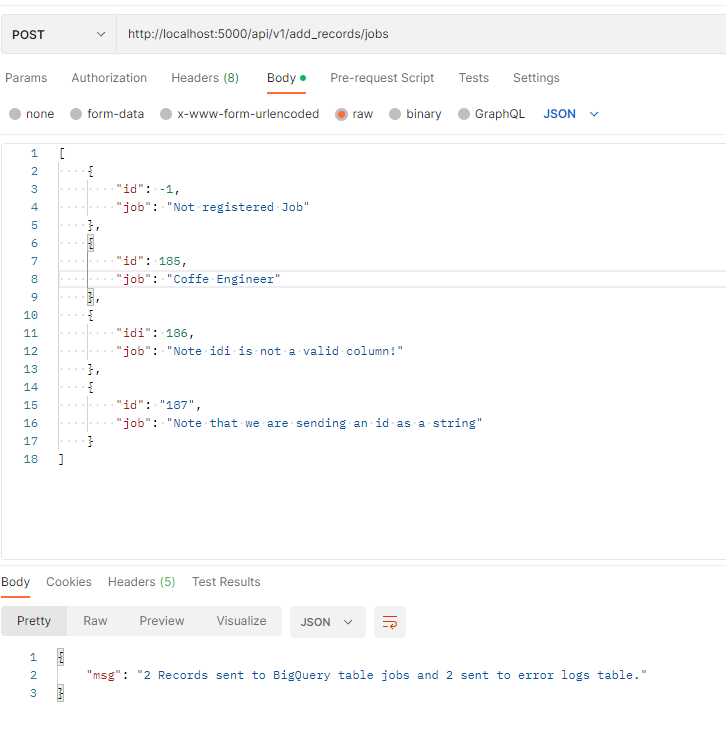 POST http://localhost:5000/api/v1/add_records/jobs
Params Authorization Headers (8) Body Pre-request Script Tests Settings
none form-data x-www-form-urlencoded raw binary GraphQL JSON
1 [
2 {
3 "id": -1,
4 "job": "Not registered Job"
5 },
6 {
7 "id": 185,
8 "job": "Coffe Engineer"
9 },
10 {
11 "idi": 186,
12 "job": "Note idi is not a valid column!"
13 },
14 {
15 "id": "187",
16 "job": "Note that we are sending an id as a string"
17 }
18 ]
Body Cookies Headers (5) Test Results
Pretty Raw Preview Visualize JSON
1 {
2 "msg": "2 Records sent to BigQuery table jobs and 2 sent to error logs table."
3 }